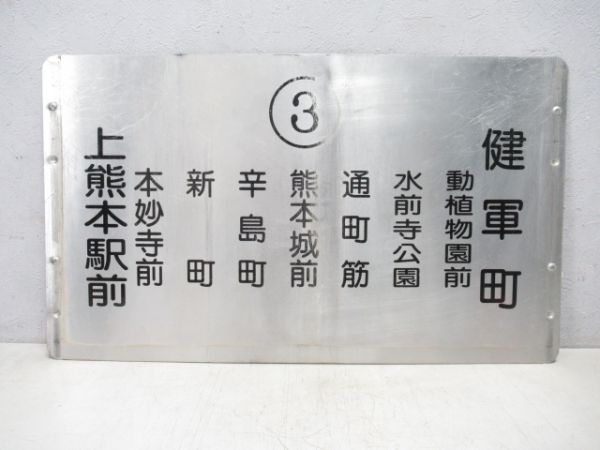 ③
健軍町
動植物園前
水前寺公園
通町筋
熊本城前
辛島町
新町
本妙寺前
上熊本駅前